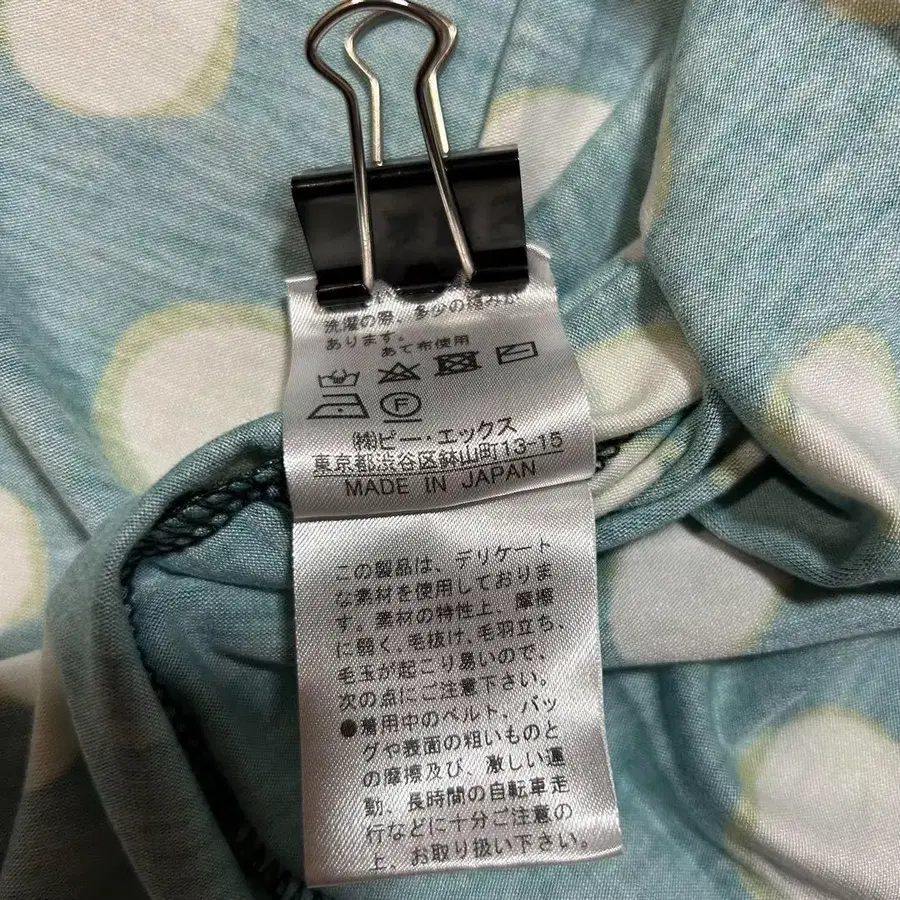 洗濯の際、多少の縮みが
あります。
あて布使用
F
㈱ビー・エックス
東京都渋谷区鉢山町13-15
MADE IN JAPAN
この製品は、デリケート
な素材を使用しておりま
す。素材の特性上、摩擦
に弱く、毛抜け、毛羽立ち、
毛玉が起こり易いので、
次の点にご注意下さい。
●着用中のベルト、バッ
グや表面の粗いものと
の摩擦及び、激しい運
動、長時間の自転車走
行などに十分ご注意の
上、お取り扱い下さい。